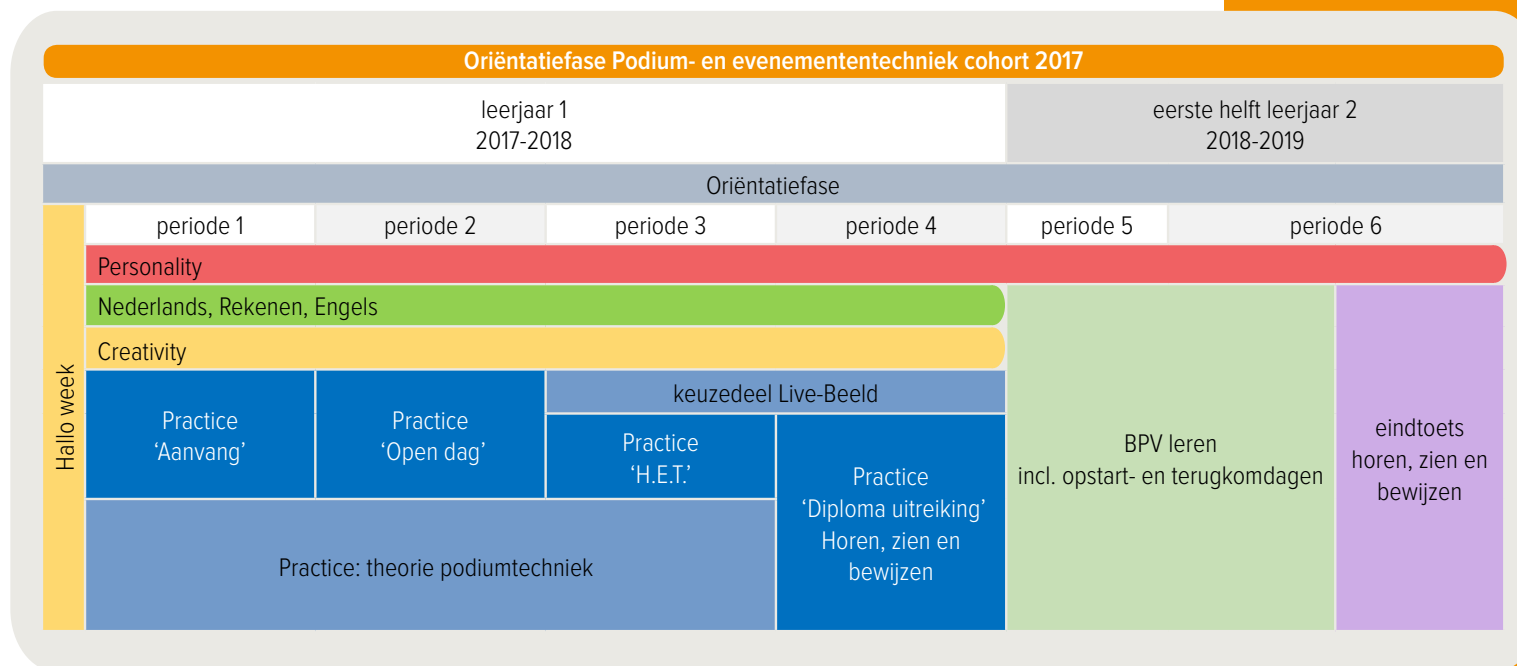 Oriëntatiefase Podium- en evenemententechniek cohort 2017
leerjaar 1
2017-2018
eerste helft leerjaar 2
2018-2019
Oriëntatiefase
Hallo week
periode 1
periode 2
periode 3
periode 4
periode 5
periode 6
Personality
Nederlands, Rekenen, Engels
Creativity
Practice
‘Aanvang’
Practice
‘Open dag’
keuzedeel Live-Beeld
Practice
‘H.E.T.’
Practice
‘Diploma uitreiking’
Horen, zien en
bewijzen
Practice: theorie podiumtechniek
BPV leren
incl. opstart- en terugkomdagen
eindtoets
horen, zien en
bewijzen